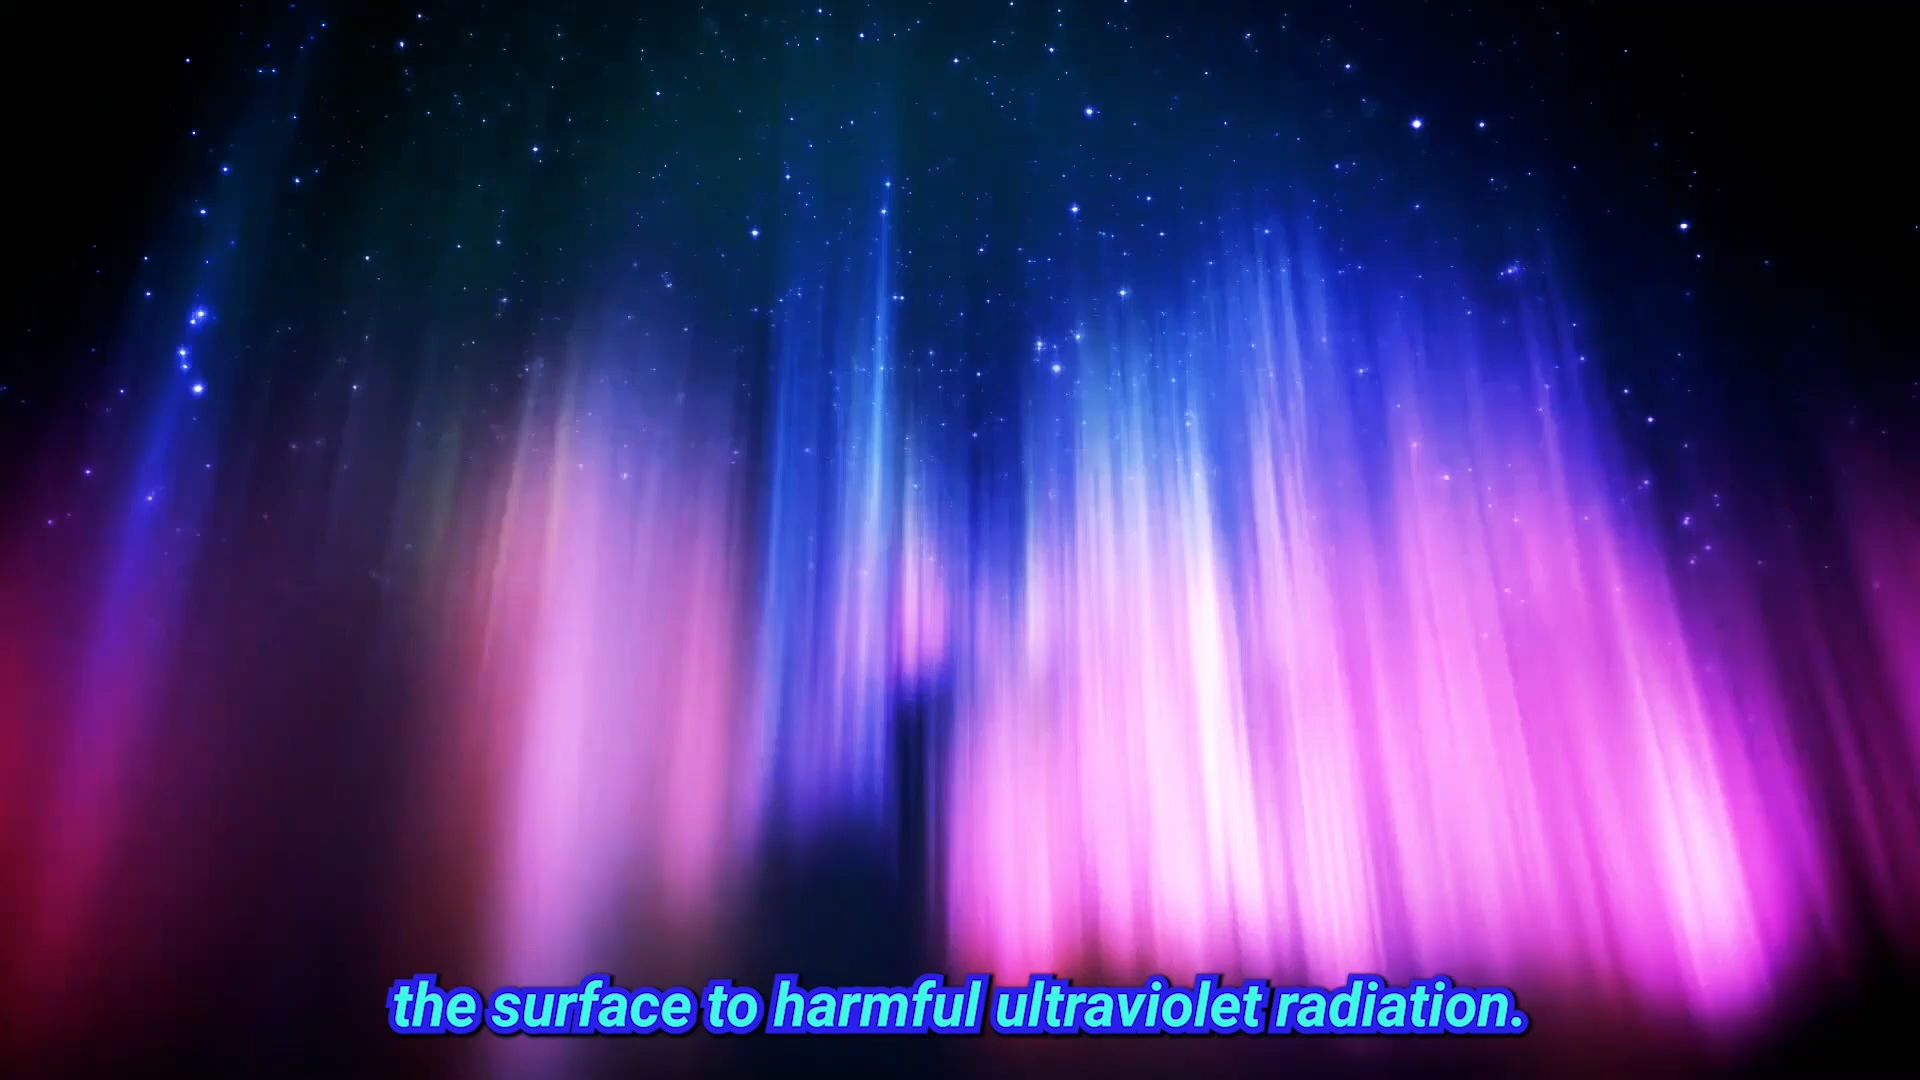 the surface to harmful ultraviolet radiation.